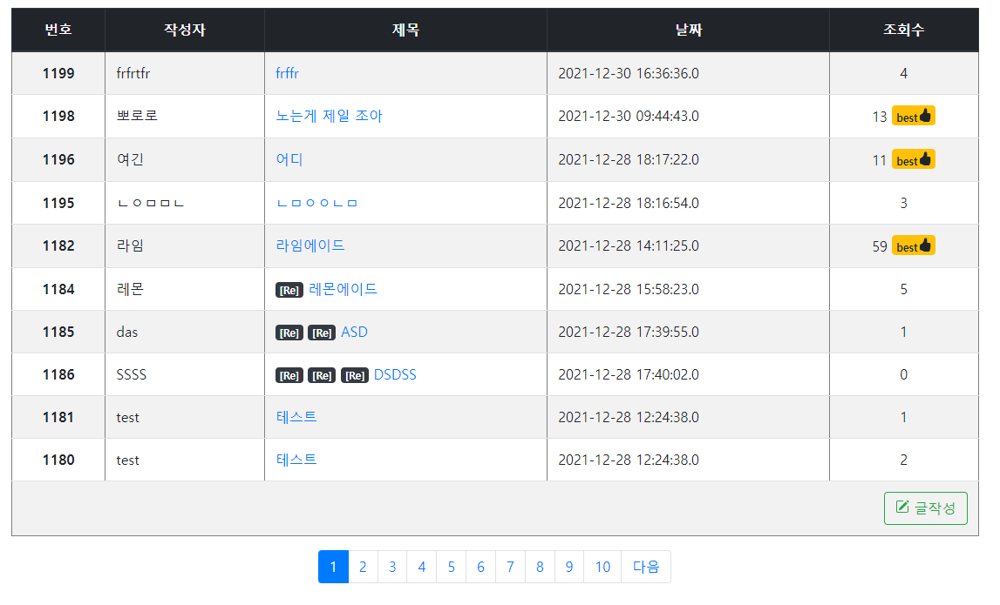 번호 작성자 제목 날짜 조회수
1199 frfrtfr frffr 2021-12-30 16:36:36.0 4
1198 뽀로로 노는게 제일 조아 2021-12-30 09:44:43.0 13 best
1196 여긴 어디 2021-12-28 18:17:22.0 11 best
1195 ㄴㅇㅁㅁㄴ ㄴㅁㅇㅇㄴㅁ 2021-12-28 18:16:54.0 3
1182 라임 라임에이드 2021-12-28 14:11:25.0 59 best
1184 레몬 [Re] 레몬에이드 2021-12-28 15:58:23.0 5
1185 das [Re] [Re] ASD 2021-12-28 17:39:55.0 1
1186 SSSS [Re] [Re] [Re] DSDSS 2021-12-28 17:40:02.0 0
1181 test 테스트 2021-12-28 12:24:38.0 1
1180 test 테스트 2021-12-28 12:24:38.0 2
글작성
1 2 3 4 5 6 7 8 9 10 다음